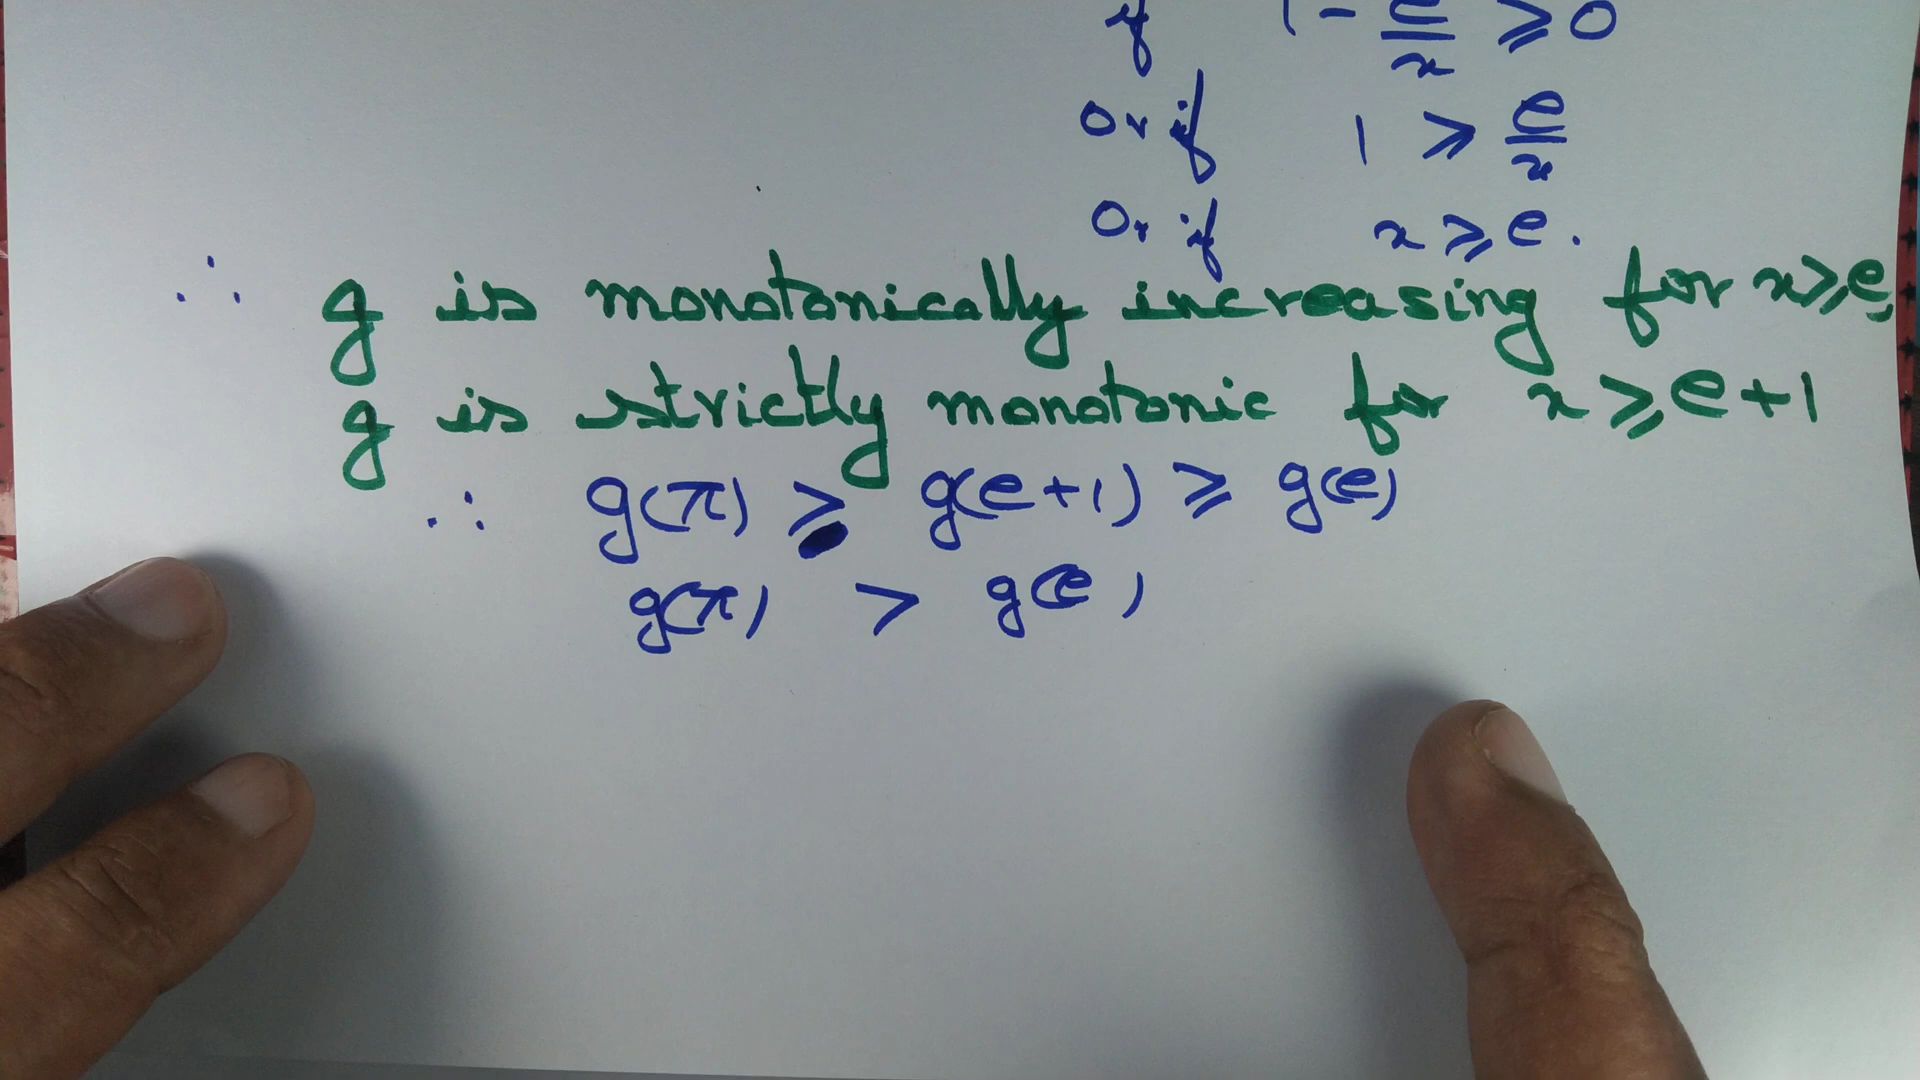 if 1 - e/x ⩾ 0
Or if 1 ⩾ e/x
Or if x ⩾ e.
∴ g is monotonically increasing for x ⩾ e,
g is strictly monotonic for x ⩾ e+1
∴ g(π) ⩾ g(e+1) ⩾ g(e)
g(π) > g(e)